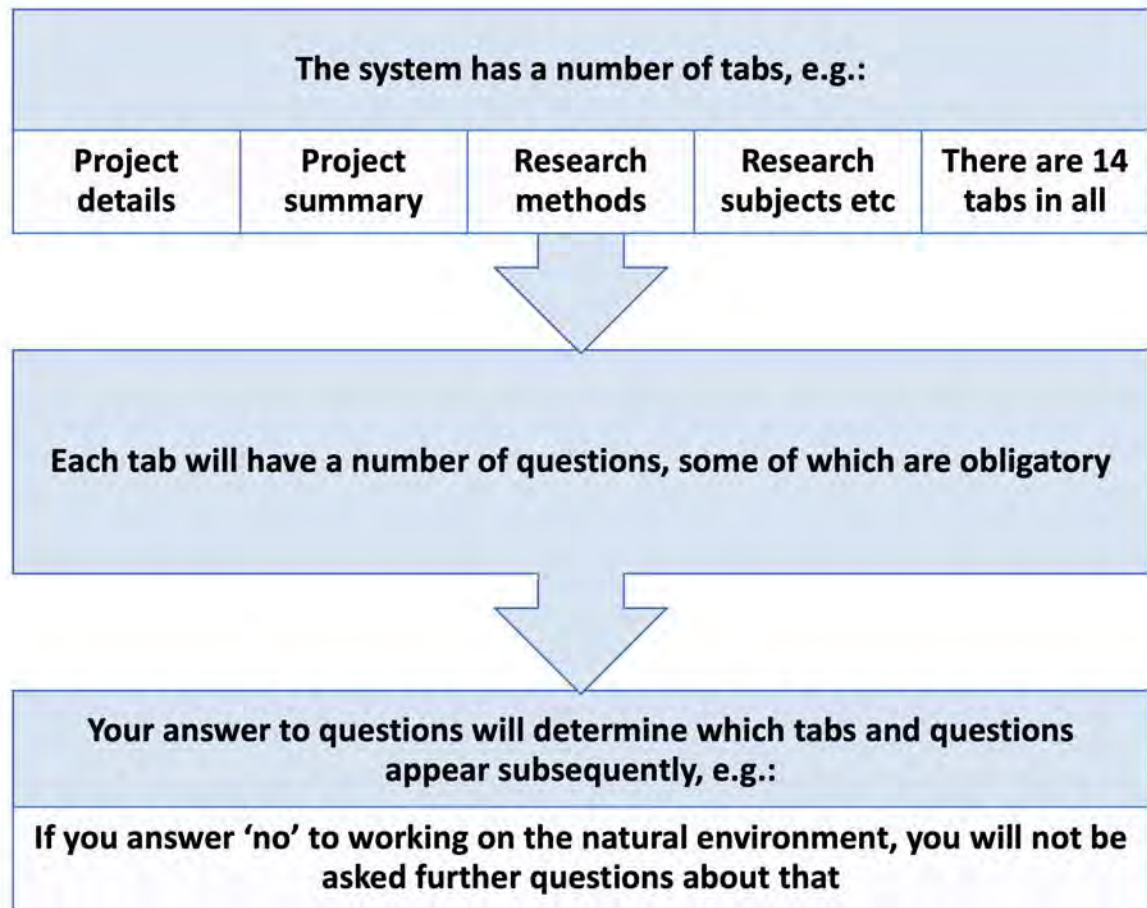 The system has a number of tabs, e.g.:
Project
details
Project
summary
Research
methods
Research
subjects etc
There are 14
tabs in all
Each tab will have a number of questions, some of which are obligatory
Your answer to questions will determine which tabs and questions
appear subsequently, e.g.:
If you answer ‘no’ to working on the natural environment, you will not be
asked further questions about that